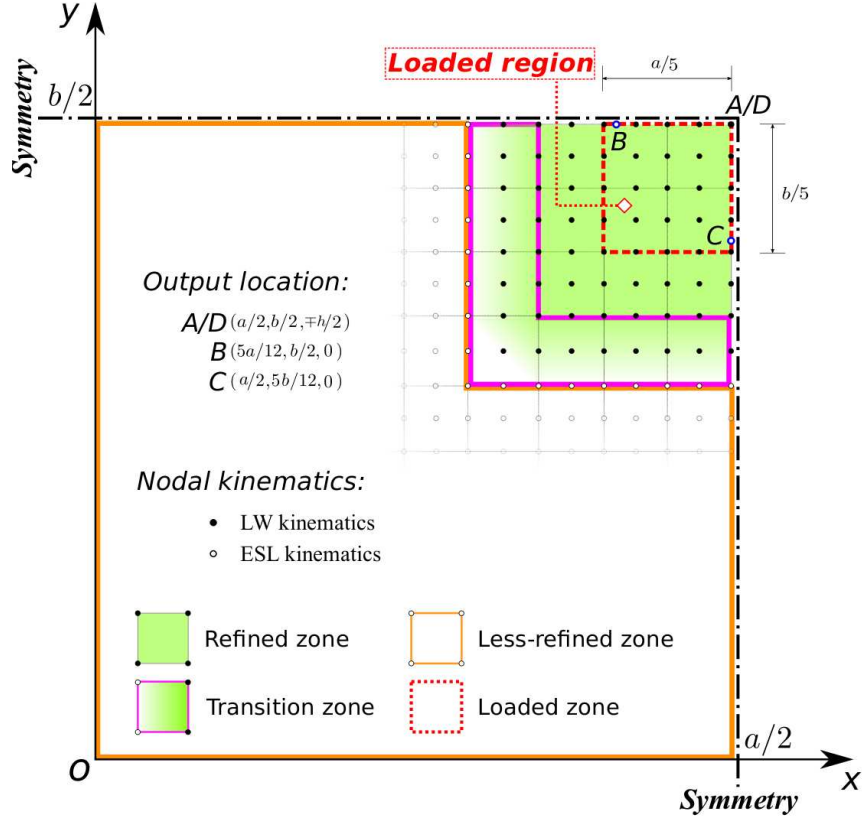 y
b/2
Symmetry
Loaded region
a/5
A/D
B
b/5
C
Output location:
A/D (a/2,b/2,∓h/2)
B (5a/12,b/2,0)
C (a/2,5b/12,0)
Nodal kinematics:
LW kinematics
ESL kinematics
Refined zone
Less-refined zone
Transition zone
Loaded zone
a/2
O
x
Symmetry